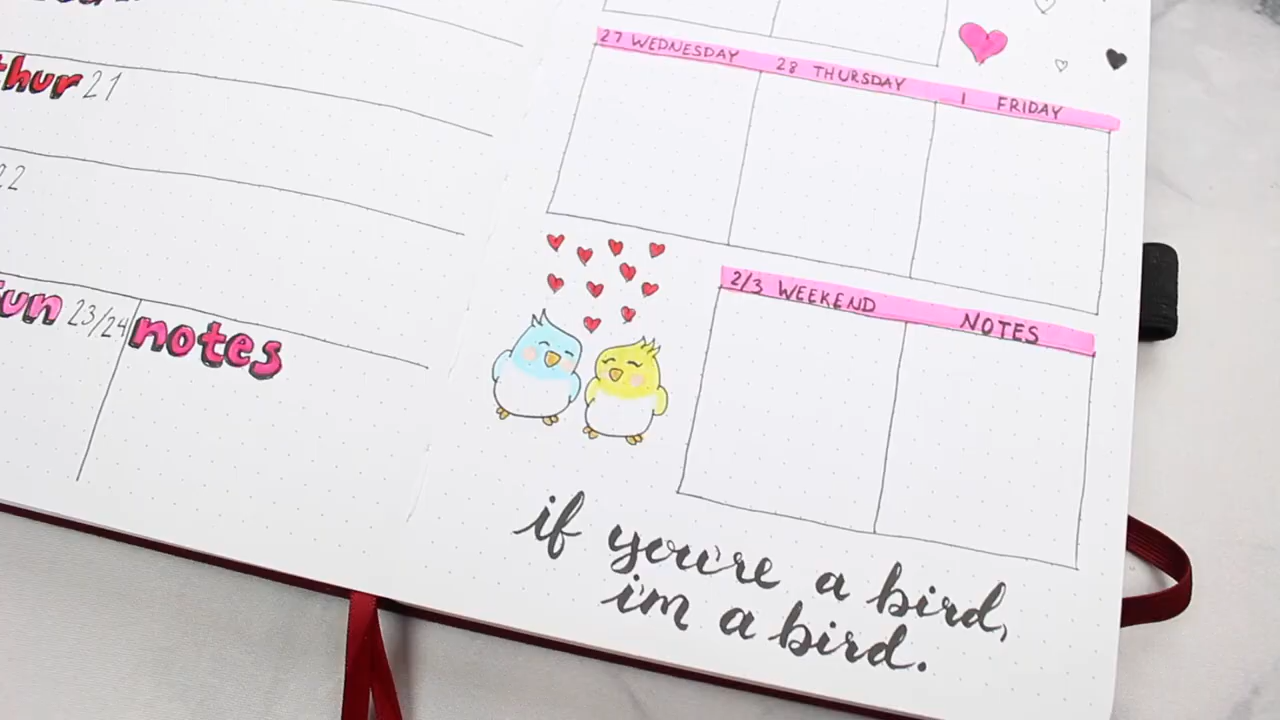 thur 21
22
sun 23/24 notes
27 WEDNESDAY 28 THURSDAY 1 FRIDAY
2/3 WEEKEND NOTES
if you're a bird,
i'm a bird.